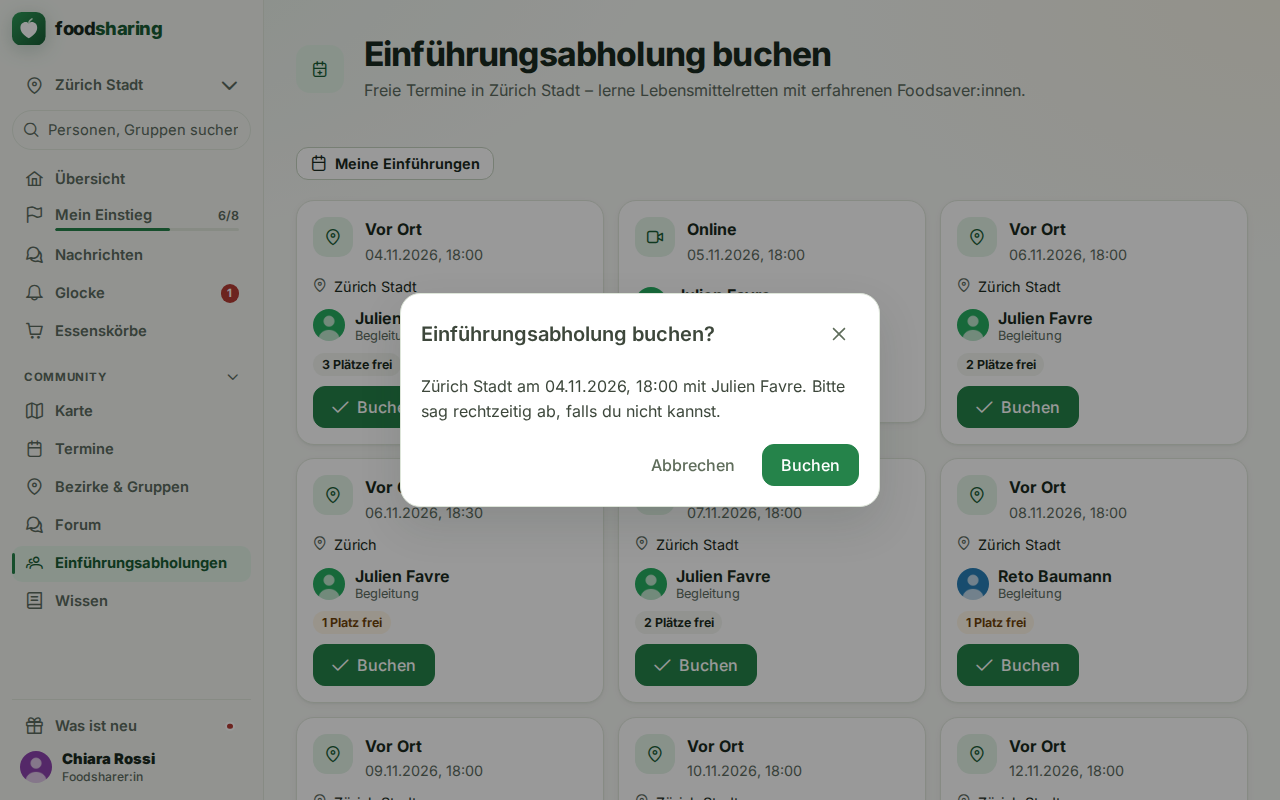 foodsharing
Zürich Stadt
Personen, Gruppen sucher
Übersicht
Mein Einstieg 6/8
Nachrichten
Glocke 1
Essenskörbe
COMMUNITY
Karte
Termine
Bezirke & Gruppen
Forum
Einführungsabholungen
Wissen
Was ist neu
Chiara Rossi
Foodsharer:in
Einführungsabholung buchen
Freie Termine in Zürich Stadt – lerne Lebensmittelretten mit erfahrenen Foodsaver:innen.
Meine Einführungen
Vor Ort
04.11.2026, 18:00
Zürich Stadt
Julien
Begleitu
3 Plätze frei
Buche
Online
05.11.2026, 18:00
Julien Favre
Vor Ort
06.11.2026, 18:00
Zürich Stadt
Julien Favre
Begleitung
2 Plätze frei
Buchen
Einführungsabholung buchen?
Zürich Stadt am 04.11.2026, 18:00 mit Julien Favre. Bitte
sag rechtzeitig ab, falls du nicht kannst.
Abbrechen
Buchen
Vor
06.11.2026, 18:30
Zürich
Julien Favre
Begleitung
1 Platz frei
Buchen
07.11.2026, 18:00
Zürich Stadt
Julien Favre
Begleitung
2 Plätze frei
Buchen
Vor Ort
08.11.2026, 18:00
Zürich Stadt
Reto Baumann
Begleitung
1 Platz frei
Buchen
Vor Ort
09.11.2026, 18:00
Vor Ort
10.11.2026, 18:00
Vor Ort
12.11.2026, 18:00